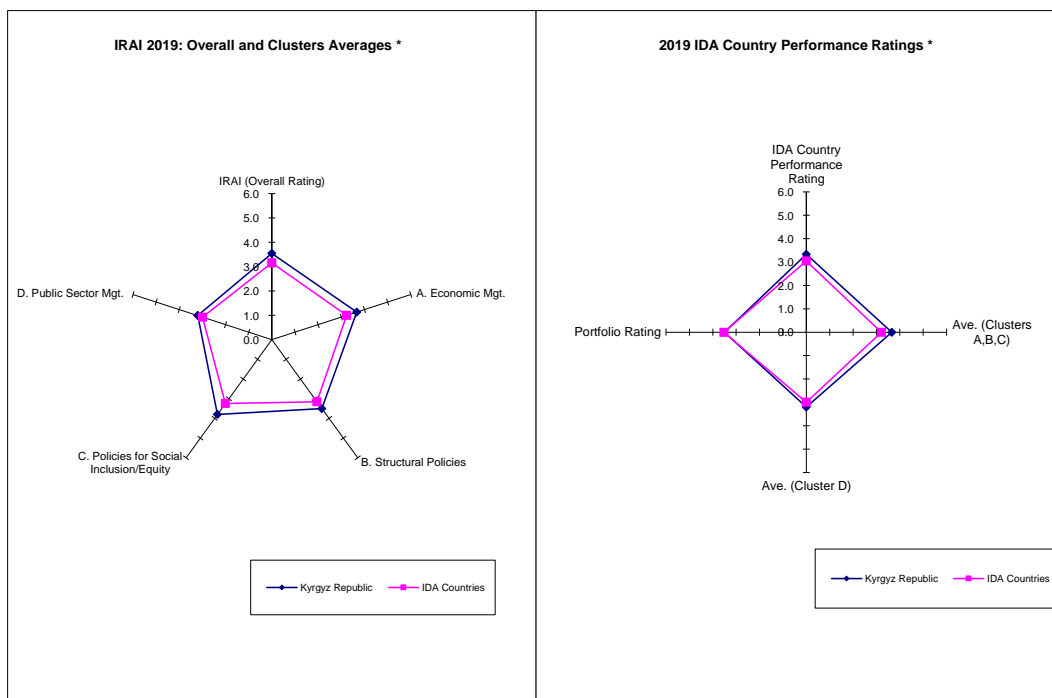 IRAI 2019: Overall and Clusters Averages *
IRAI (Overall Rating)
6.0
5.0
4.0
3.0
2.0
1.0
0.0
A. Economic Mgt.
B. Structural Policies
C. Policies for Social
Inclusion/Equity
D. Public Sector Mgt.
Kyrgyz Republic
IDA Countries
2019 IDA Country Performance Ratings *
IDA Country
Performance
Rating
6.0
5.0
4.0
3.0
2.0
1.0
0.0
Ave. (Clusters
A,B,C)
Ave. (Cluster D)
Portfolio Rating
Kyrgyz Republic
IDA Countries